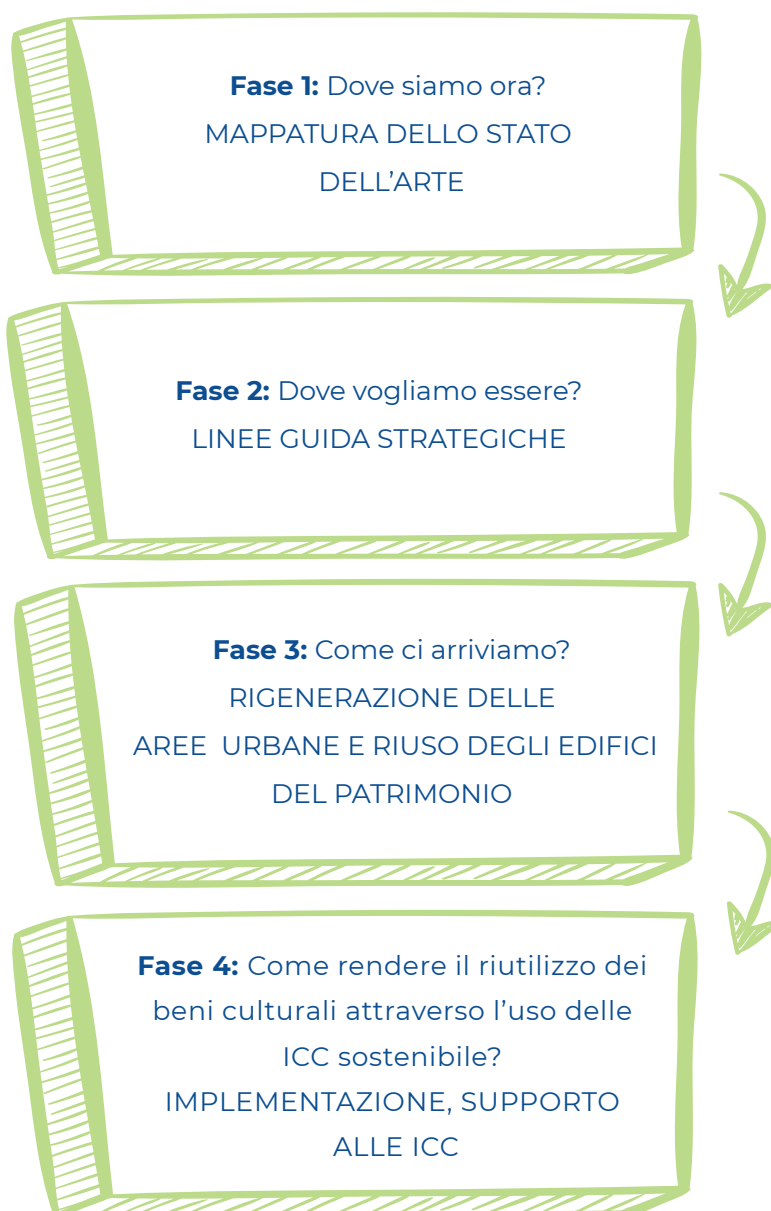 Fase 1: Dove siamo ora?
MAPPATURA DELLO STATO
DELL’ARTE
Fase 2: Dove vogliamo essere?
LINEE GUIDA STRATEGICHE
Fase 3: Come ci arriviamo?
RIGENERAZIONE DELLE
AREE  URBANE E RIUSO DEGLI EDIFICI
DEL PATRIMONIO
Fase 4: Come rendere il riutilizzo dei
beni culturali attraverso l’uso delle
ICC sostenibile?
IMPLEMENTAZIONE, SUPPORTO
ALLE ICC